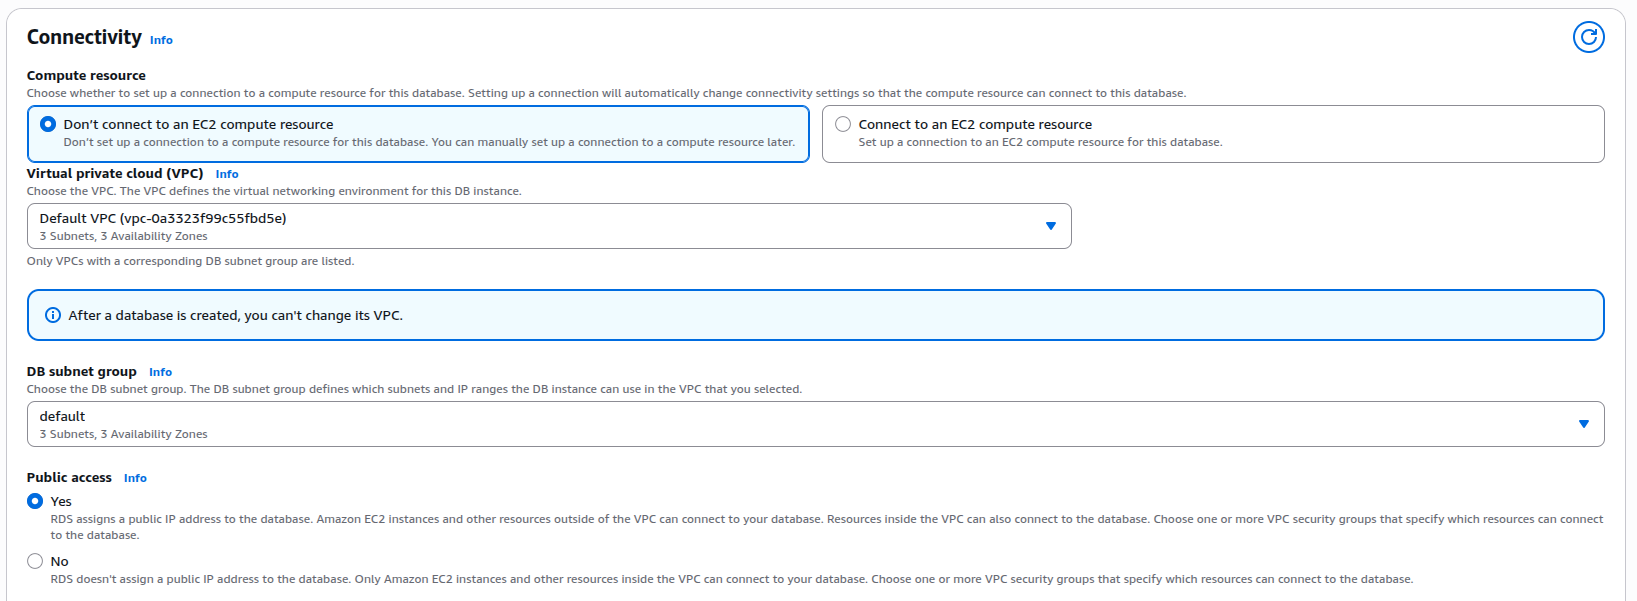 Connectivity Info
Compute resource
Choose whether to set up a connection to a compute resource for this database. Setting up a connection will automatically change connectivity settings so that the compute resource can connect to this database.
Don't connect to an EC2 compute resource
Don't set up a connection to a compute resource for this database. You can manually set up a connection to a compute resource later.
Connect to an EC2 compute resource
Set up a connection to an EC2 compute resource for this database.
Virtual private cloud (VPC) Info
Choose the VPC. The VPC defines the virtual networking environment for this DB instance.
Default VPC (vpc-0a3323f99c55fbd5e)
3 Subnets, 3 Availability Zones
Only VPCs with a corresponding DB subnet group are listed.
After a database is created, you can't change its VPC.
DB subnet group Info
Choose the DB subnet group. The DB subnet group defines which subnets and IP ranges the DB instance can use in the VPC that you selected.
default
3 Subnets, 3 Availability Zones
Public access Info
Yes
RDS assigns a public IP address to the database. Amazon EC2 instances and other resources outside of the VPC can connect to your database. Resources inside the VPC can also connect to the database. Choose one or more VPC security groups that specify which resources can connect
to the database.
No
RDS doesn't assign a public IP address to the database. Only Amazon EC2 instances and other resources inside the VPC can connect to your database. Choose one or more VPC security groups that specify which resources can connect to the database.